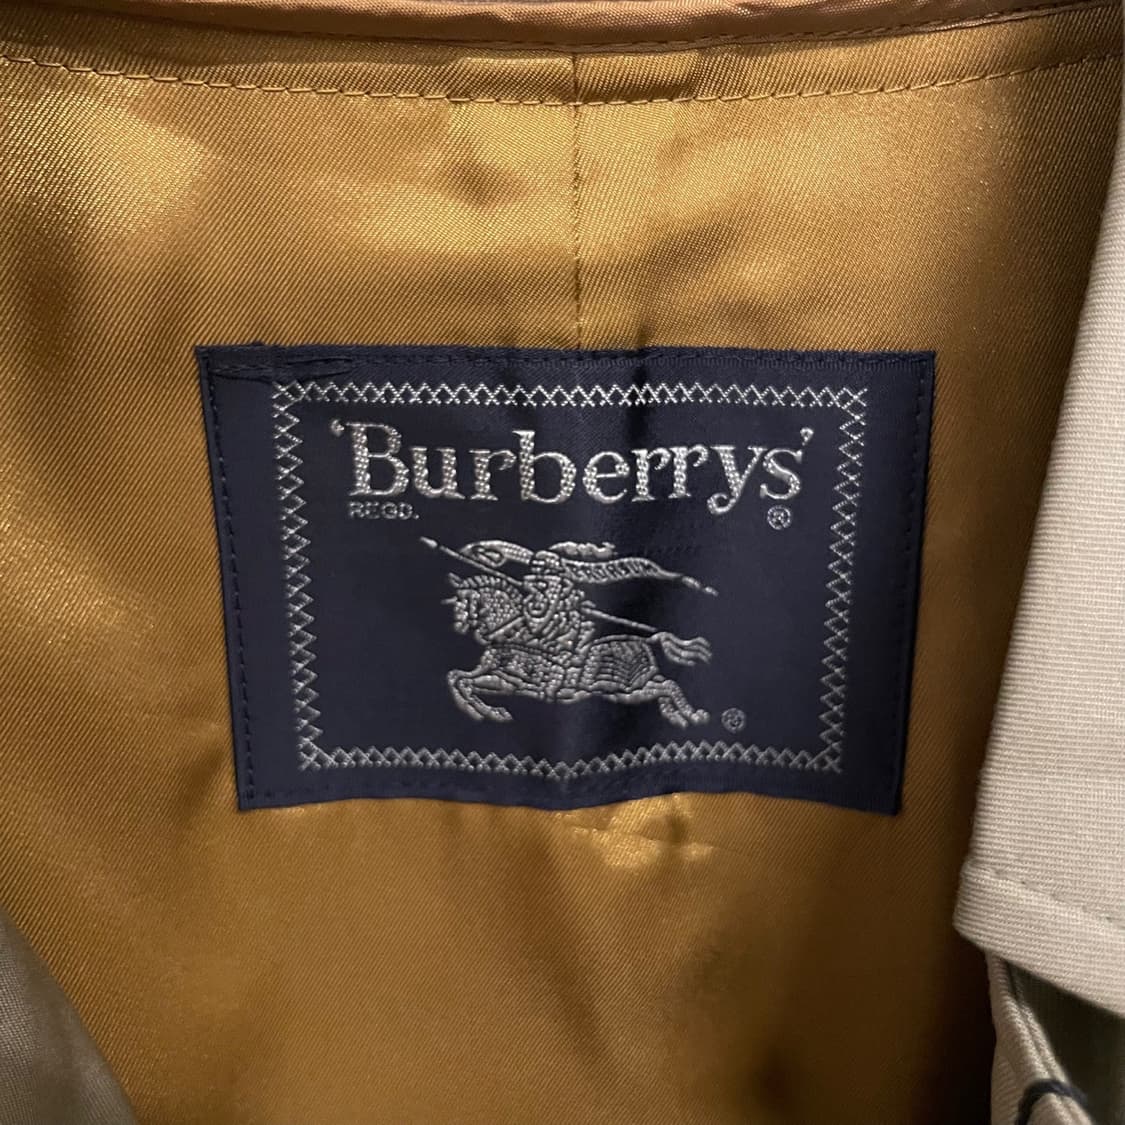 ‘Burberrys’
REGD. ®
®